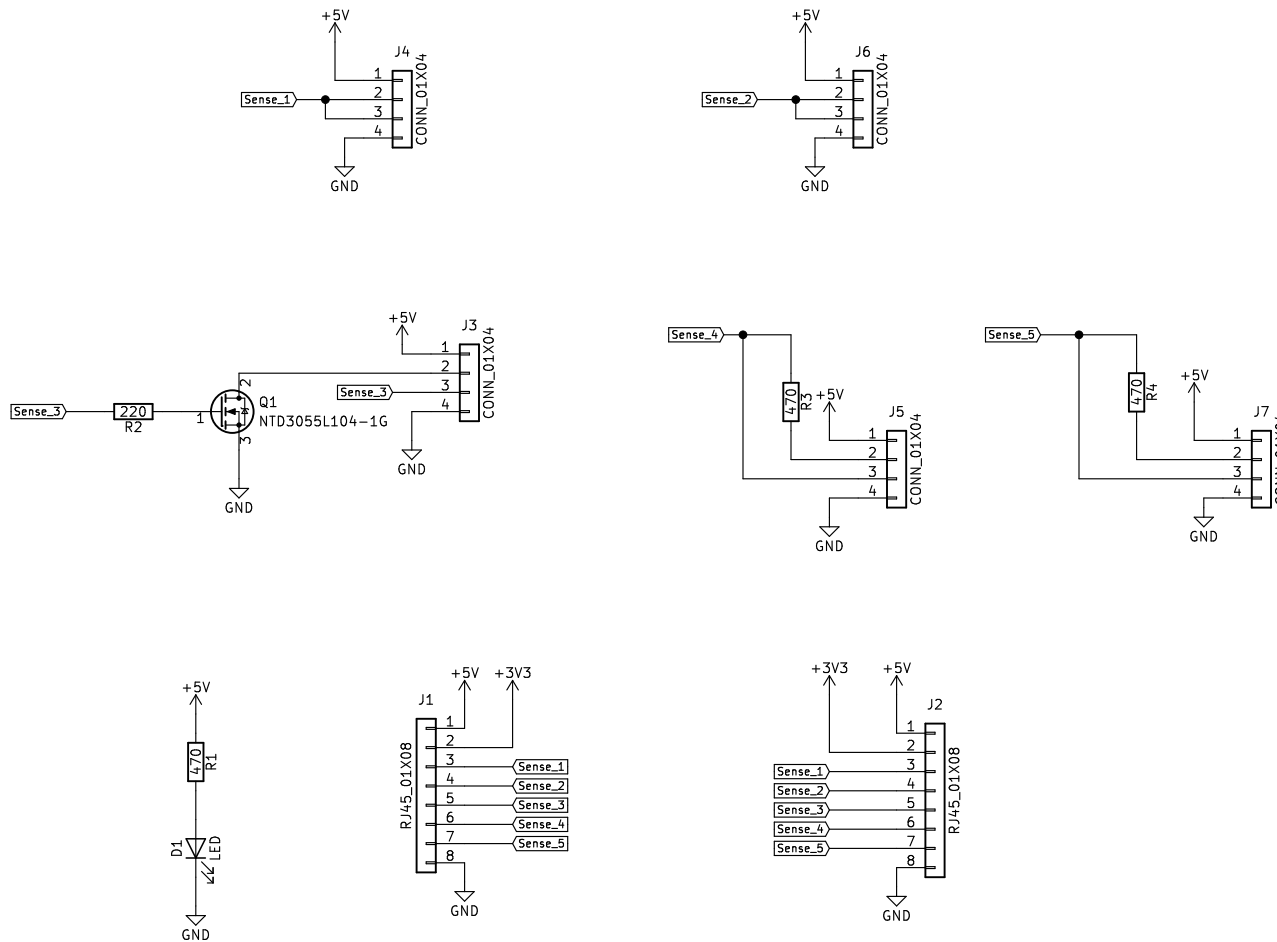 +5V
J4
CONN_01X04
Sense_1
1
2
3
4
GND
+5V
J6
CONN_01X04
Sense_2
1
2
3
4
GND
+5V
J3
CONN_01X04
1
2
3
4
Sense_3
GND
Sense_3
220
R2
1
2
3
Q1
NTD3055L104-1G
GND
Sense_4
470
R3
+5V
J5
CONN_01X04
1
2
3
4
GND
Sense_5
470
R4
+5V
J7
1
2
3
4
GND
+5V
470
R1
D1
LED
GND
+5V
+3V3
J1
RJ45_01X08
1
2
3
4
5
6
7
8
Sense_1
Sense_2
Sense_3
Sense_4
Sense_5
GND
+3V3
+5V
J2
RJ45_01X08
1
2
3
4
5
6
7
8
Sense_1
Sense_2
Sense_3
Sense_4
Sense_5
GND